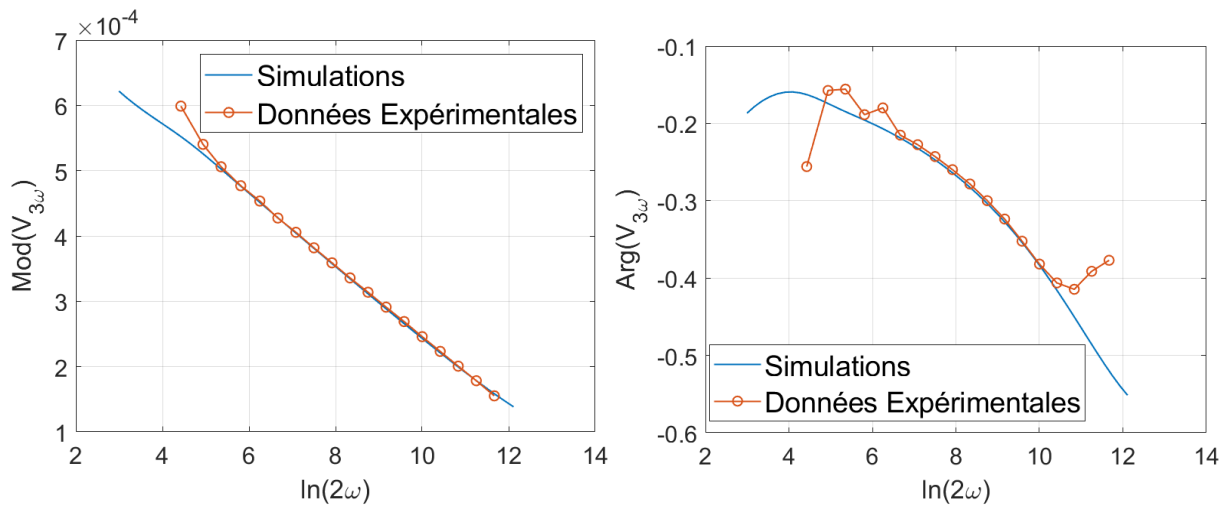 ×10⁻⁴
7
6
5
4
3
2
1
Mod(V₃ω)
Simulations
Données Expérimentales
2 4 6 8 10 12 14
ln(2ω)
-0.1
-0.2
-0.3
-0.4
-0.5
-0.6
Arg(V₃ω)
Simulations
Données Expérimentales
2 4 6 8 10 12 14
ln(2ω)